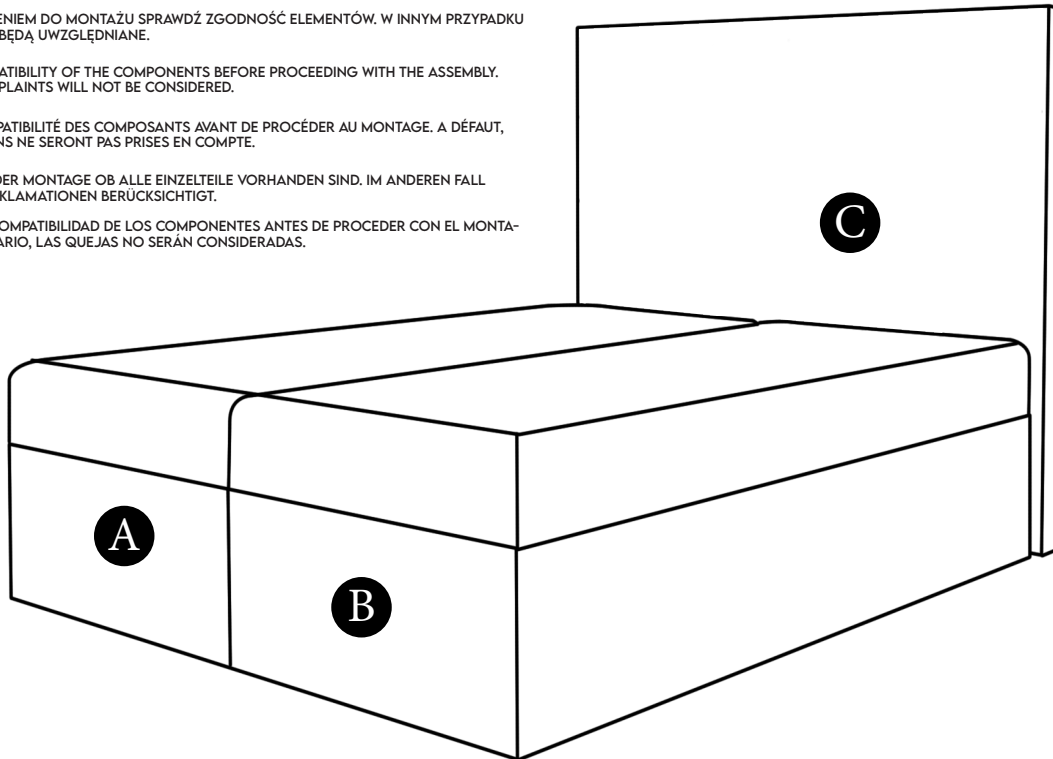 ENIEM DO MONTAŻU SPRAWDŹ ZGODNOŚĆ ELEMENTÓW. W INNYM PRZYPADKU
BĘDĄ UWZGLĘDNIANE.
ATIBILITY OF THE COMPONENTS BEFORE PROCEEDING WITH THE ASSEMBLY.
PLAINTS WILL NOT BE CONSIDERED.
PATIBILITÉ DES COMPOSANTS AVANT DE PROCÉDER AU MONTAGE. A DÉFAUT,
NS NE SERONT PAS PRISES EN COMPTE.
DER MONTAGE OB ALLE EINZELTEILE VORHANDEN SIND. IM ANDEREN FALL
KLAMATIONEN BERÜCKSICHTIGT.
OMPATIBILIDAD DE LOS COMPONENTES ANTES DE PROCEDER CON EL MONTA-
ARIO, LAS QUEJAS NO SERÁN CONSIDERADAS.
C
A
B